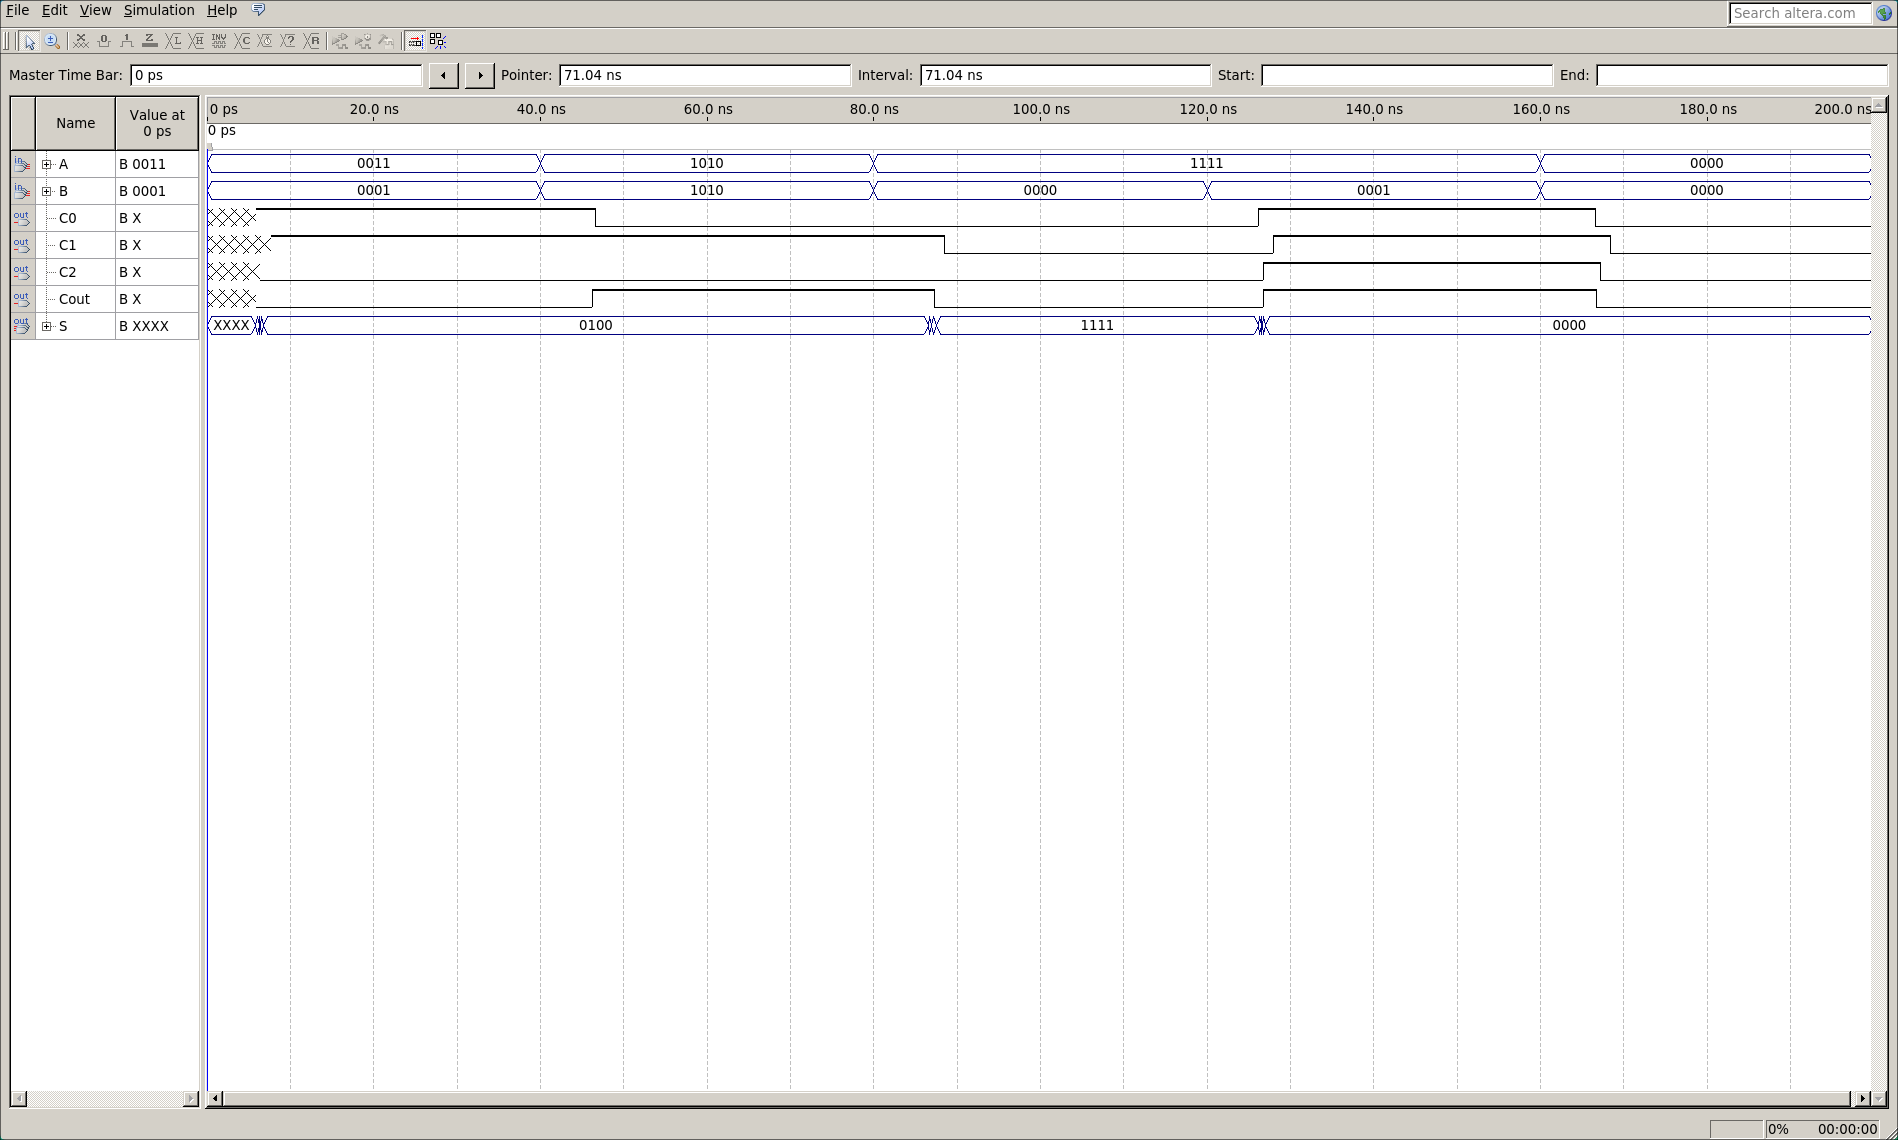 File Edit View Simulation Help
Search altera.com
Master Time Bar: 0 ps Pointer: 71.04 ns Interval: 71.04 ns Start: End:
Name Value at 0 ps
0 ps 20.0 ns 40.0 ns 60.0 ns 80.0 ns 100.0 ns 120.0 ns 140.0 ns 160.0 ns 180.0 ns 200.0 ns
0 ps
A B 0011 0011 1010 1111 0000
B B 0001 0001 1010 0000 0001 0000
C0 B X
C1 B X
C2 B X
Cout B X
S B XXXX XXXX 0100 1111 0000
0% 00:00:00